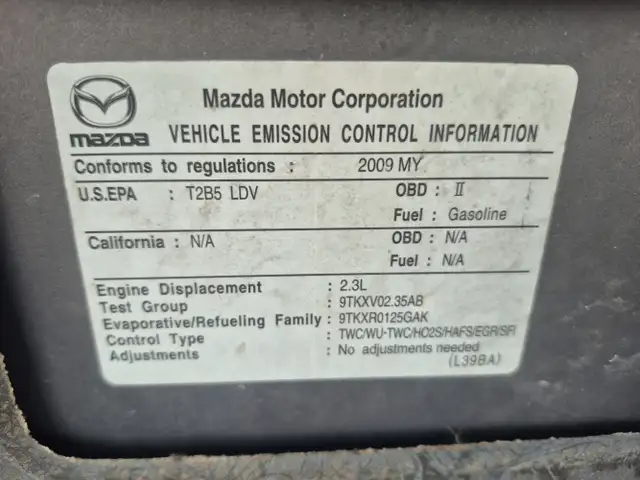 Mazda Motor Corporation
mazda VEHICLE EMISSION CONTROL INFORMATION
Conforms to regulations : 2009 MY
U.S.EPA : T2B5 LDV OBD : II
Fuel : Gasoline
California : N/A OBD : N/A
Fuel : N/A
Engine Displacement : 2.3L
Test Group : 9TKXV02.35AB
Evaporative/Refueling Family : 9TKXR0125GAK
Control Type : TWC/WU-TWC/HO2S/HAFS/EGR/SFI
Adjustments : No adjustments needed
(L39BA)